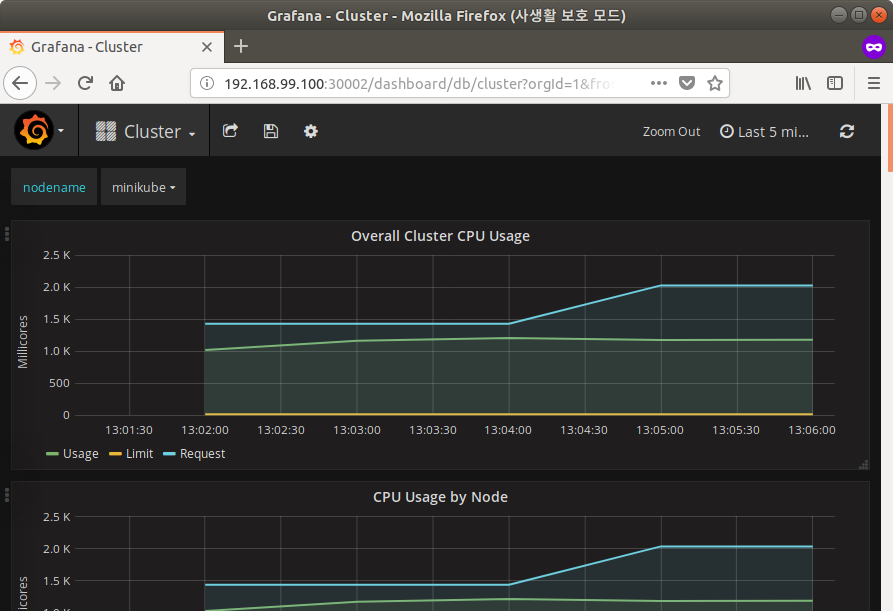 Grafana - Cluster - Mozilla Firefox (사생활 보호 모드)
Grafana - Cluster
192.168.99.100:30002/dashboard/db/cluster?orgId=1&fro
Cluster Zoom Out Last 5 mi...
nodename minikube
Overall Cluster CPU Usage
Millicores
2.5 K
2.0 K
1.5 K
1.0 K
500
0
13:01:30 13:02:00 13:02:30 13:03:00 13:03:30 13:04:00 13:04:30 13:05:00 13:05:30 13:06:00
Usage Limit Request
CPU Usage by Node
2.5 K
2.0 K
1.5 K